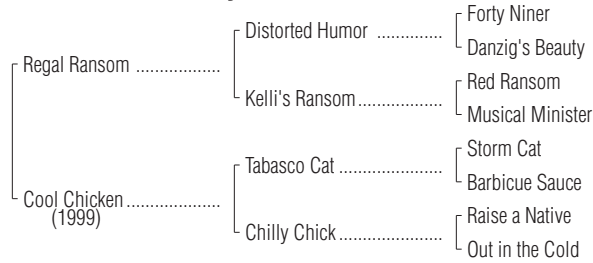 Forty Niner
Distorted Humor ..............
Danzig's Beauty
Regal Ransom ..................
Red Ransom
Kelli's Ransom..................
Musical Minister
Storm Cat
Tabasco Cat ......................
Barbicue Sauce
Cool Chicken....................
(1999)
Raise a Native
Chilly Chick......................
Out in the Cold